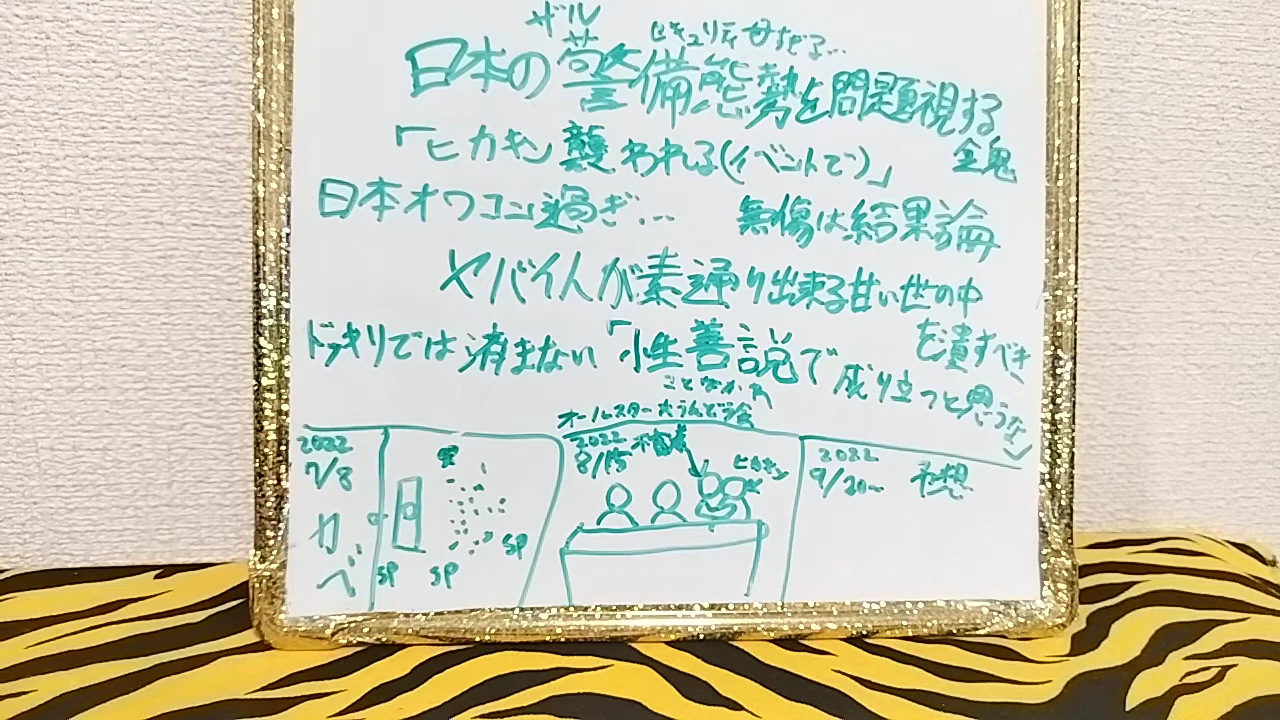 ザル
セキュリティ甘すぎる…
日本の警備態勢を問題視する
全鬼
「ヒカキン襲われる(イベントで)」
日本オワコン過ぎ…
無傷は結果論
ヤバイ人が素通り出来る甘い世の中
を潰すべき
ドッキリでは済まない「性善説で成り立つと思うな」
ことなかれ
オールスター大うんどう会
2022
7/8
カベ
SP
SP
SP
2022
8/15
不審者
ヒカキン
2022
9/20〜
予想